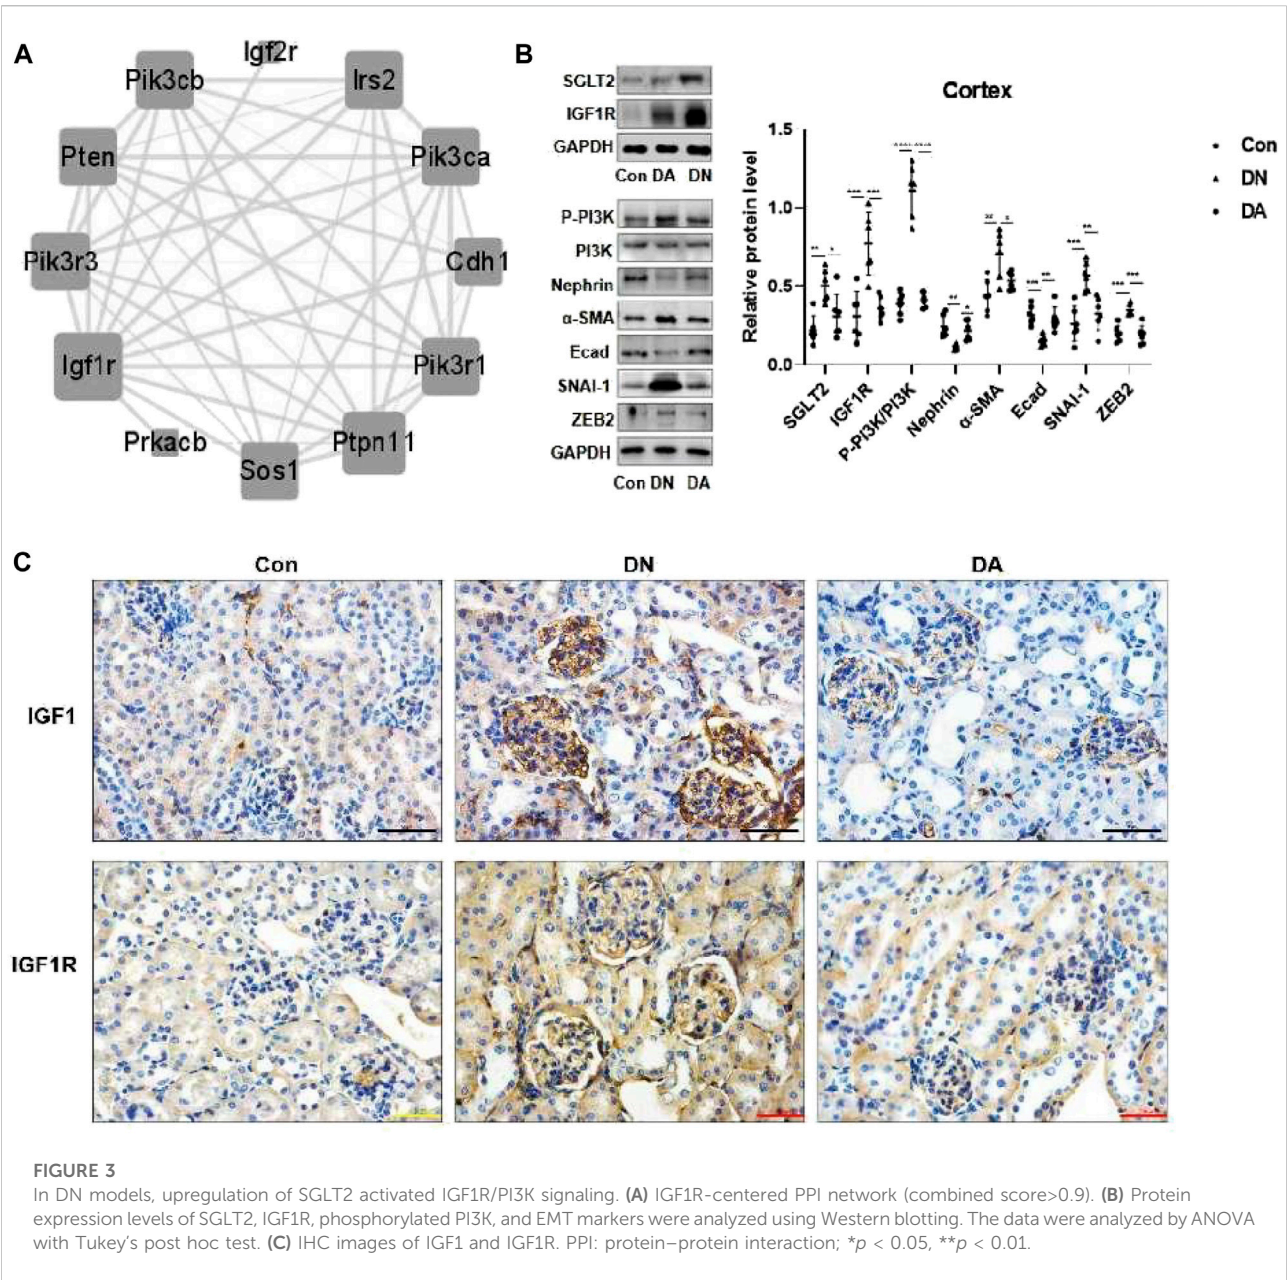 A
Igf2r
Pik3cb
Irs2
Pten
Pik3ca
Pik3r3
Cdh1
Igf1r
Pik3r1
Prkacb
Ptpn11
Sos1
B
SGLT2
IGF1R
GAPDH
Con DA DN
P-PI3K
PI3K
Nephrin
α-SMA
Ecad
SNAI-1
ZEB2
GAPDH
Con DN DA
Cortex
Relative protein level
1.5
1.0
0.5
0.0
SGLT2
IGF1R
P-PI3K/PI3K
Nephrin
α-SMA
Ecad
SNAI-1
ZEB2
Con
DN
DA
C
Con DN DA
IGF1
IGF1R
FIGURE 3
In DN models, upregulation of SGLT2 activated IGF1R/PI3K signaling. (A) IGF1R-centered PPI network (combined score>0.9). (B) Protein
expression levels of SGLT2, IGF1R, phosphorylated PI3K, and EMT markers were analyzed using Western blotting. The data were analyzed by ANOVA
with Tukey's post hoc test. (C) IHC images of IGF1 and IGF1R. PPI: protein–protein interaction; *p < 0.05, **p < 0.01.